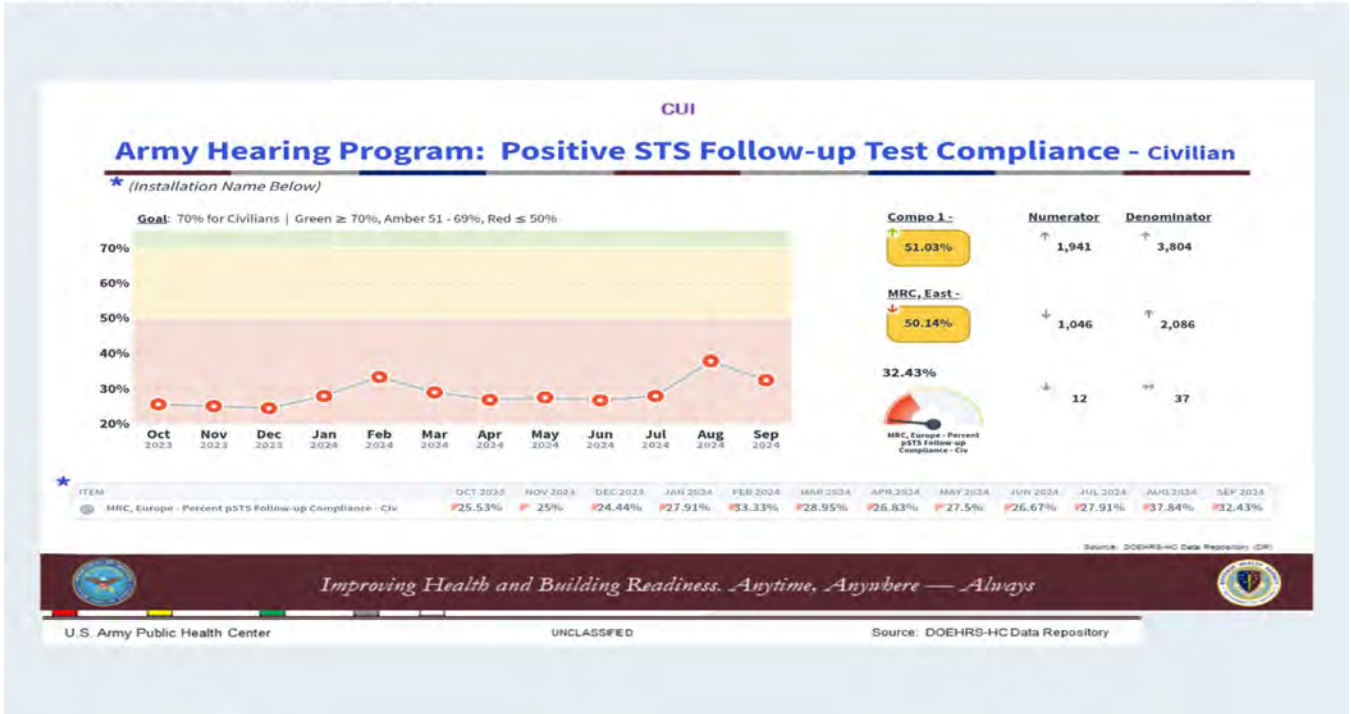 CUI
Army Hearing Program: Positive STS Follow-up Test Compliance - Civilian
* (Installation Name Below)
Goal: 70% for Civilians | Green ≥ 70%, Amber 51 - 69%, Red ≤ 50%
70%
60%
50%
40%
30%
20%
Oct Nov Dec Jan Feb Mar Apr May Jun Jul Aug Sep
2023 2023 2023 2024 2024 2024 2024 2024 2024 2024 2024 2024
Compo 1 - Numerator Denominator
51.03% 1,941 3,804
MRC, East -
50.14% 1,046 2,086
32.43%
12 37
MRC, Europe - Percent
pSTS Follow-up
Compliance - Civ
*
ITEM OCT 2023 NOV 2023 DEC 2023 JAN 2024 FEB 2024 MAR 2024 APR 2024 MAY 2024 JUN 2024 JUL 2024 AUG 2024 SEP 2024
MRC, Europe - Percent pSTS Follow-up Compliance - Civ 25.53% 25% 24.44% 27.91% 33.33% 28.95% 26.83% 27.5% 26.67% 27.91% 37.84% 32.43%
Source: DOEHRS-HC Data Repository (DR)
Improving Health and Building Readiness. Anytime, Anywhere — Always
U.S. Army Public Health Center UNCLASSIFIED Source: DOEHRS-HC Data Repository